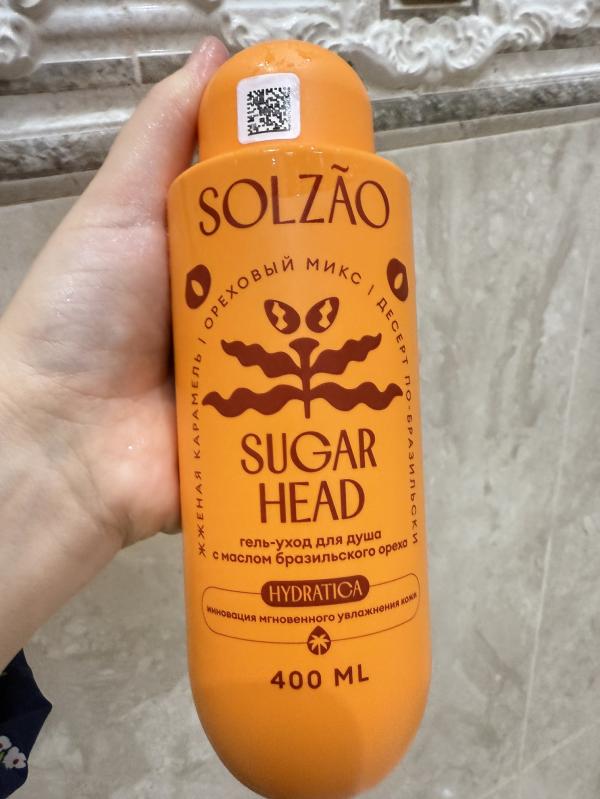 SOLZÃO
ЖЖЕНАЯ КАРАМЕЛЬ | ОРЕХОВЫЙ МИКС | ДЕСЕРТ ПО-БРАЗИЛЬСКИ
SUGAR
HEAD
гель-уход для душа
с маслом бразильского ореха
HYDRATICA
инновация мгновенного увлажнения кожи
400 ML